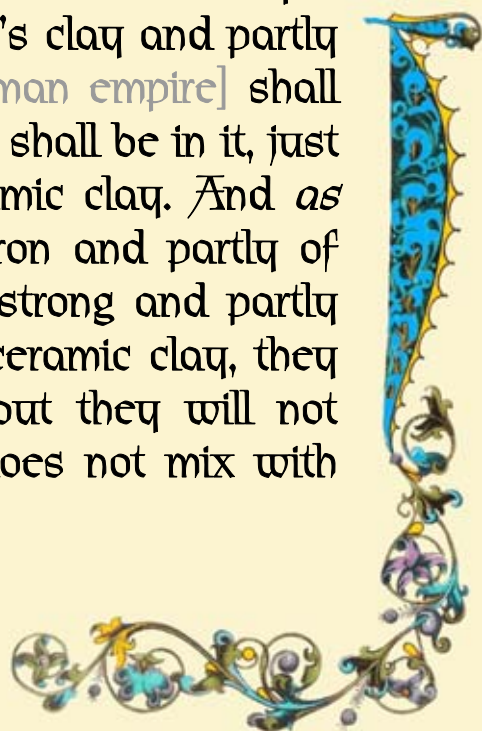 's clay and partly
man empire] shall
shall be in it, just
mic clay. And as
ron and partly of
strong and partly
ceramic clay, they
out they will not
oes not mix with